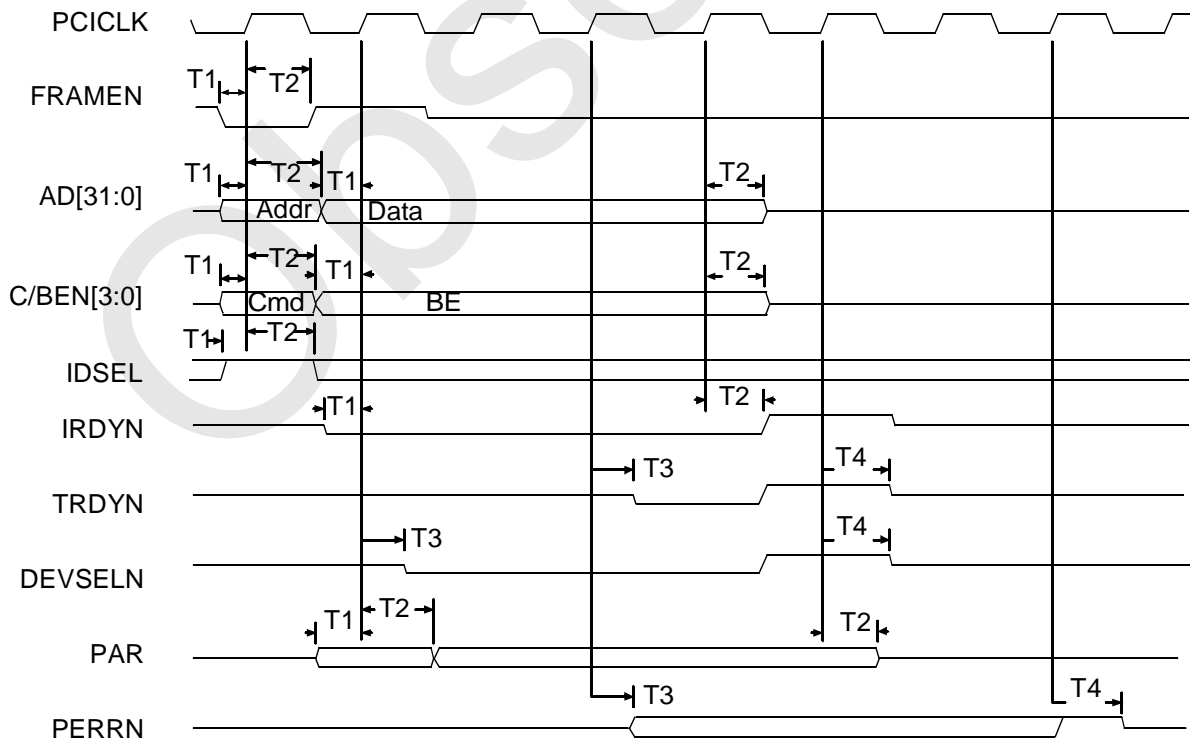 PCICLK
T1 T2
FRAMEN
T1 T2 T1 T2
AD[31:0]
Addr Data
T1 T2 T1 T2
C/BEN[3:0]
Cmd BE
T1 T2
IDSEL
T1 T2
IRDYN
T3 T4
TRDYN
T3 T4
DEVSELN
T1 T2 T2
PAR
T3 T4
PERRN
Obse